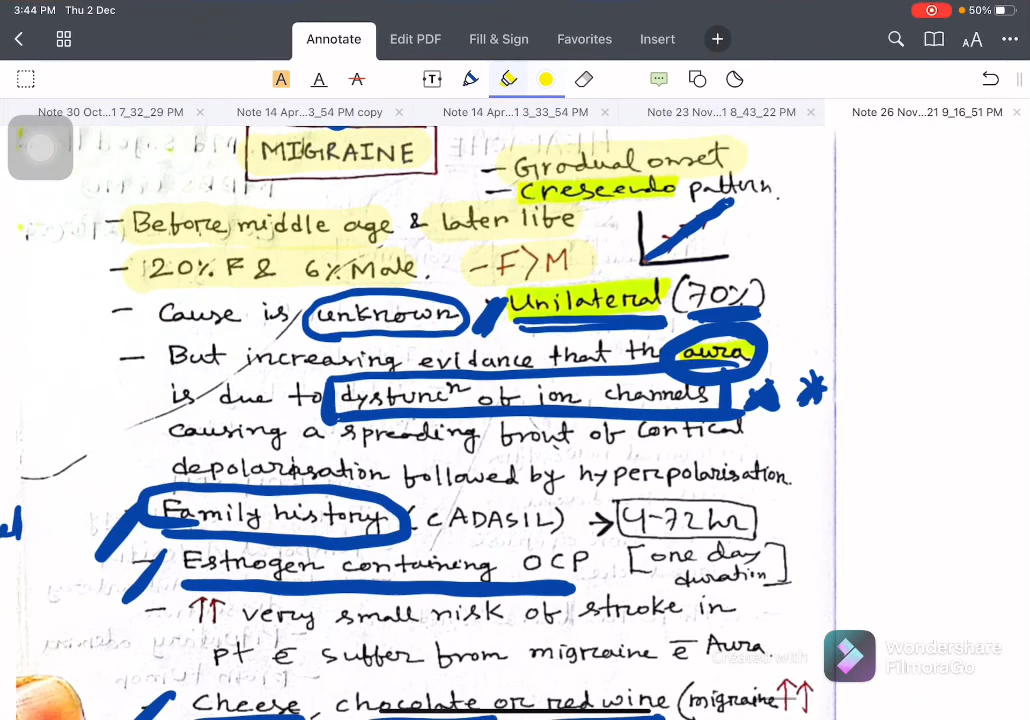 3:44 PM Thu 2 Dec
50%
Annotate Edit PDF Fill & Sign Favorites Insert
Note 30 Oct...1 7_32_29 PM
Note 14 Apr...3_54 PM copy
Note 14 Apr...1 3_33_54 PM
Note 23 Nov...1 8_43_22 PM
Note 26 Nov...21 9_16_51 PM
MIGRAINE
- Gradual onset
- Crescendo pattern.
- Before middle age & later life
- 20% F & 6% Male. - F>M
- Cause is unknown
Unilateral (70%)
- But increasing evidence that the aura
is due to dysfuncn of ion channels
causing a spreading front of cortical
depolarisation followed by hyperpolarisation.
Family history (CADASIL) → 4-72 hr
[one day duration]
- Estrogen containing OCP
- ↑↑ very small risk of stroke in
pt c̄ suffer from migraine c̄ Aura.
Cheese, chocolate or red wine (migraine ↑↑
Created with
Wondershare
FilmoraGo